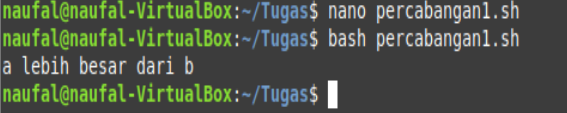 naufal@naufal-VirtualBox:~/Tugas$ nano percabangan1.sh
naufal@naufal-VirtualBox:~/Tugas$ bash percabangan1.sh
a lebih besar dari b
naufal@naufal-VirtualBox:~/Tugas$